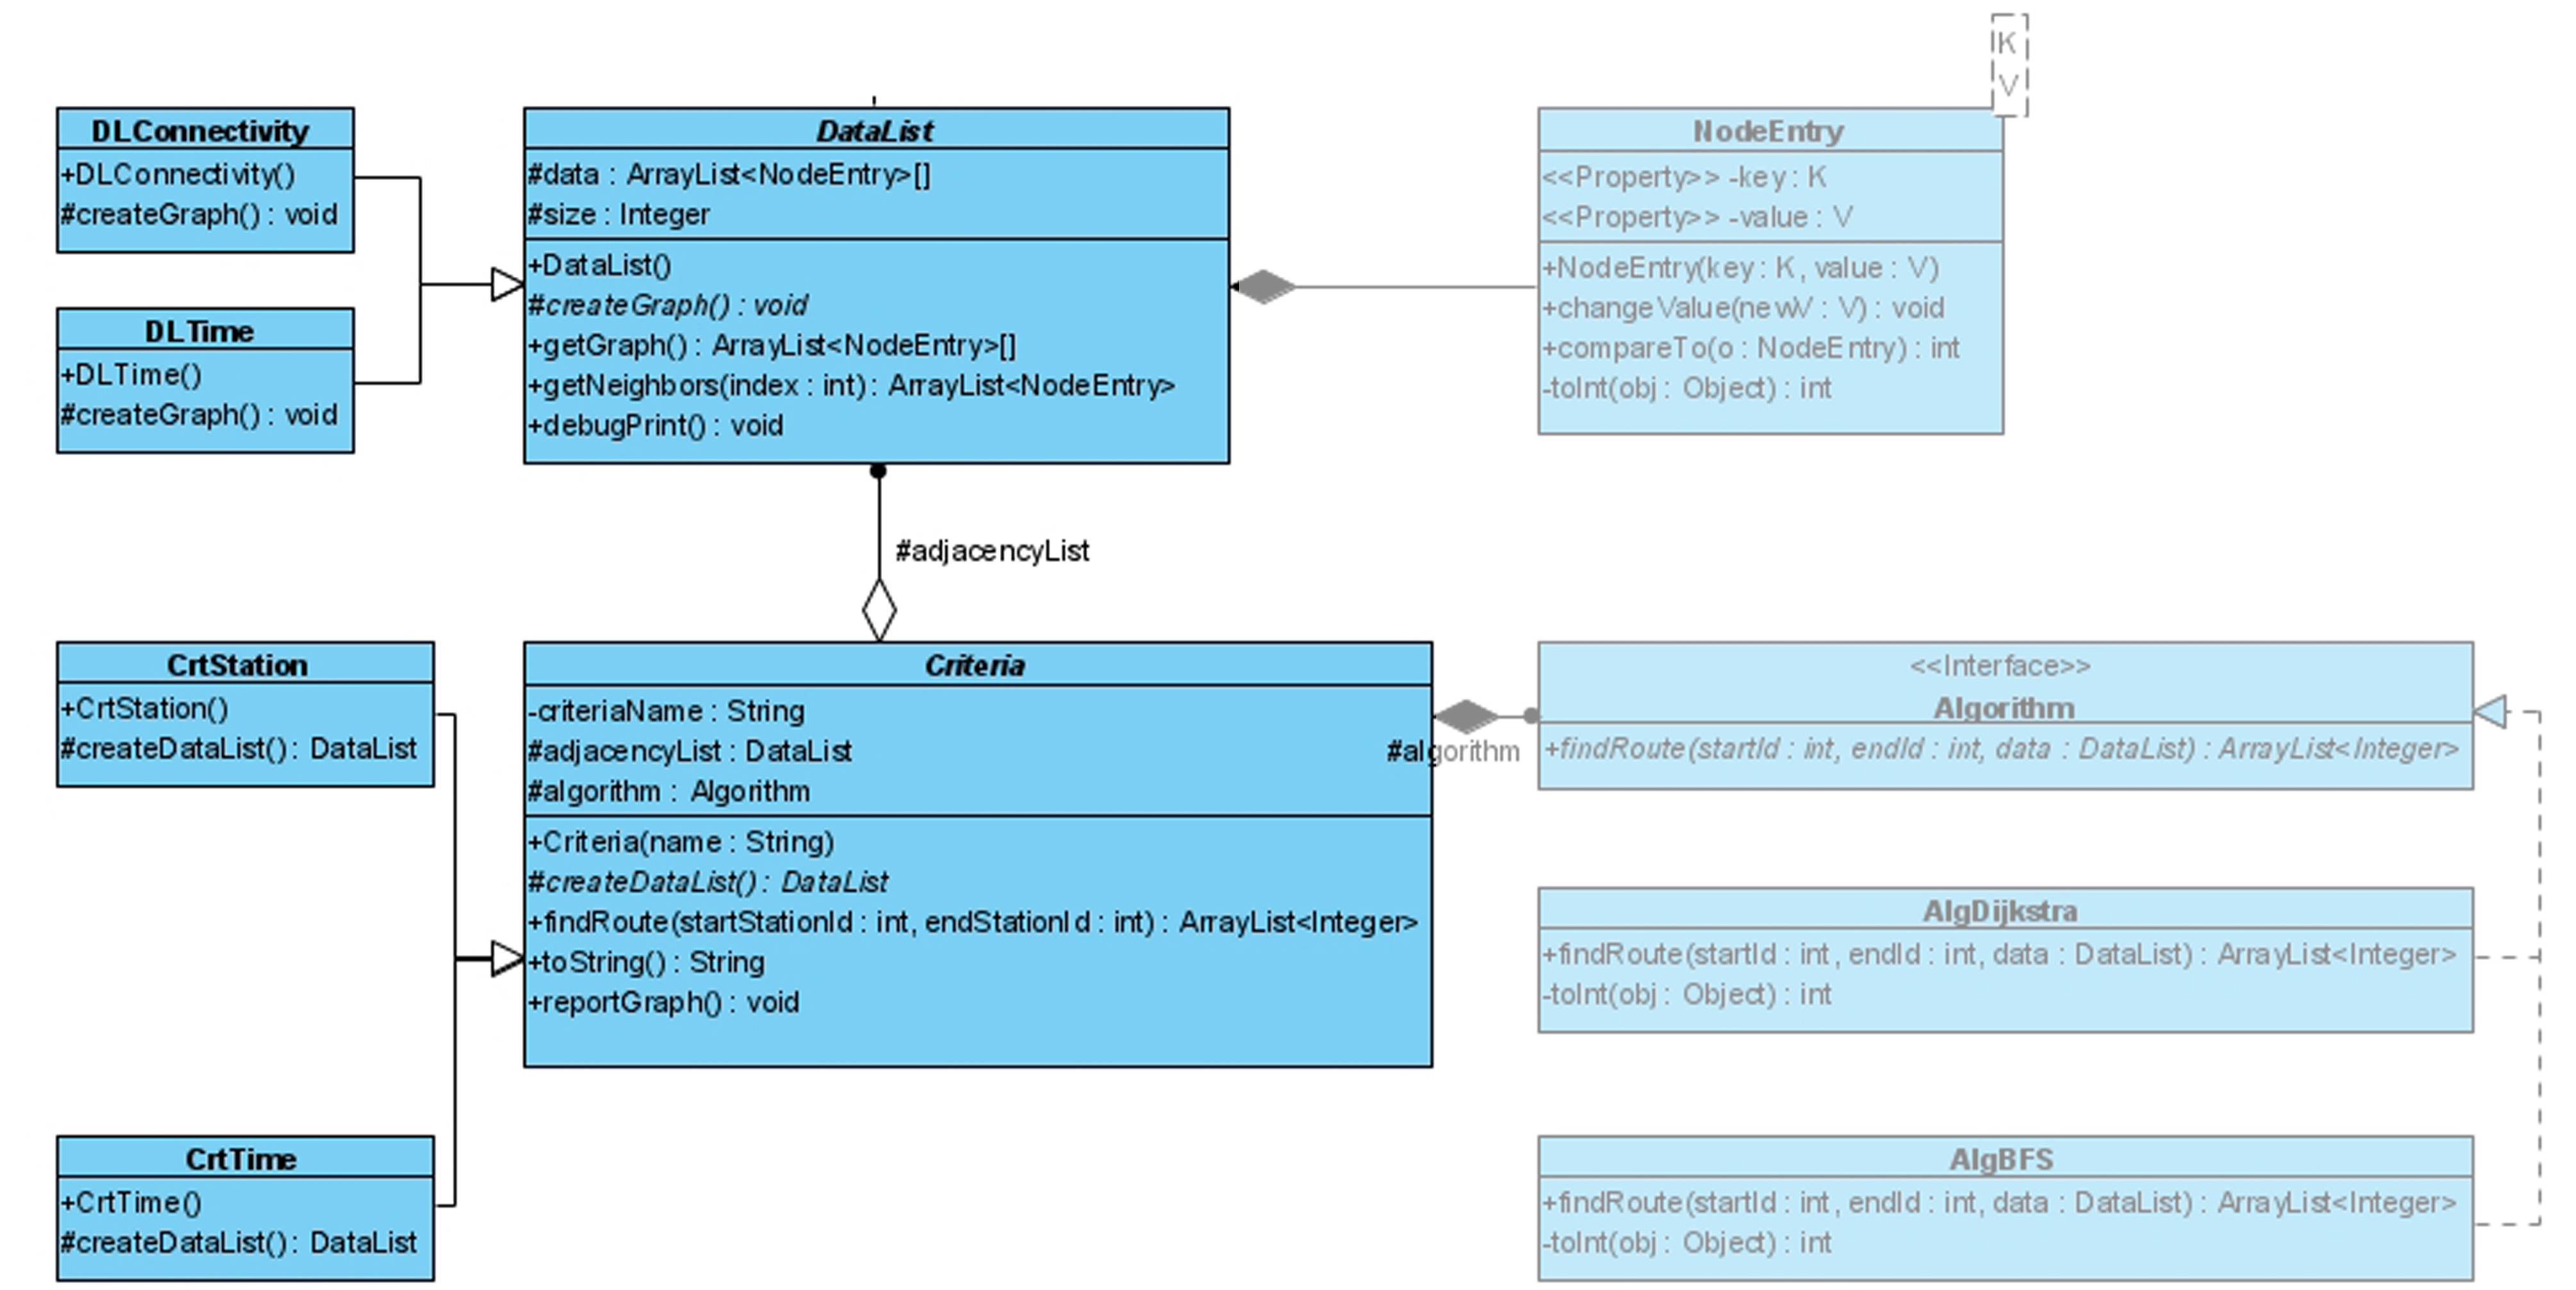 K
V
DLConnectivity
+DLConnectivity()
#createGraph() : void
DLTime
+DLTime()
#createGraph() : void
DataList
#data : ArrayList<NodeEntry>[]
#size : Integer
+DataList()
#createGraph() : void
+getGraph() : ArrayList<NodeEntry>[]
+getNeighbors(index : int) : ArrayList<NodeEntry>
+debugPrint() : void
NodeEntry
<<Property>> -key : K
<<Property>> -value : V
+NodeEntry(key : K, value : V)
+changeValue(newV : V) : void
+compareTo(o : NodeEntry) : int
-toInt(obj : Object) : int
#adjacencyList
CrtStation
+CrtStation()
#createDataList() : DataList
CrtTime
+CrtTime()
#createDataList() : DataList
Criteria
-criteriaName : String
#adjacencyList : DataList
#algorithm : Algorithm
+Criteria(name : String)
#createDataList() : DataList
+findRoute(startStationId : int, endStationId : int) : ArrayList<Integer>
+toString() : String
+reportGraph() : void
#algorithm
<<Interface>>
Algorithm
+findRoute(startId : int, endId : int, data : DataList) : ArrayList<Integer>
AlgDijkstra
+findRoute(startId : int, endId : int, data : DataList) : ArrayList<Integer>
-toInt(obj : Object) : int
AlgBFS
+findRoute(startId : int, endId : int, data : DataList) : ArrayList<Integer>
-toInt(obj : Object) : int